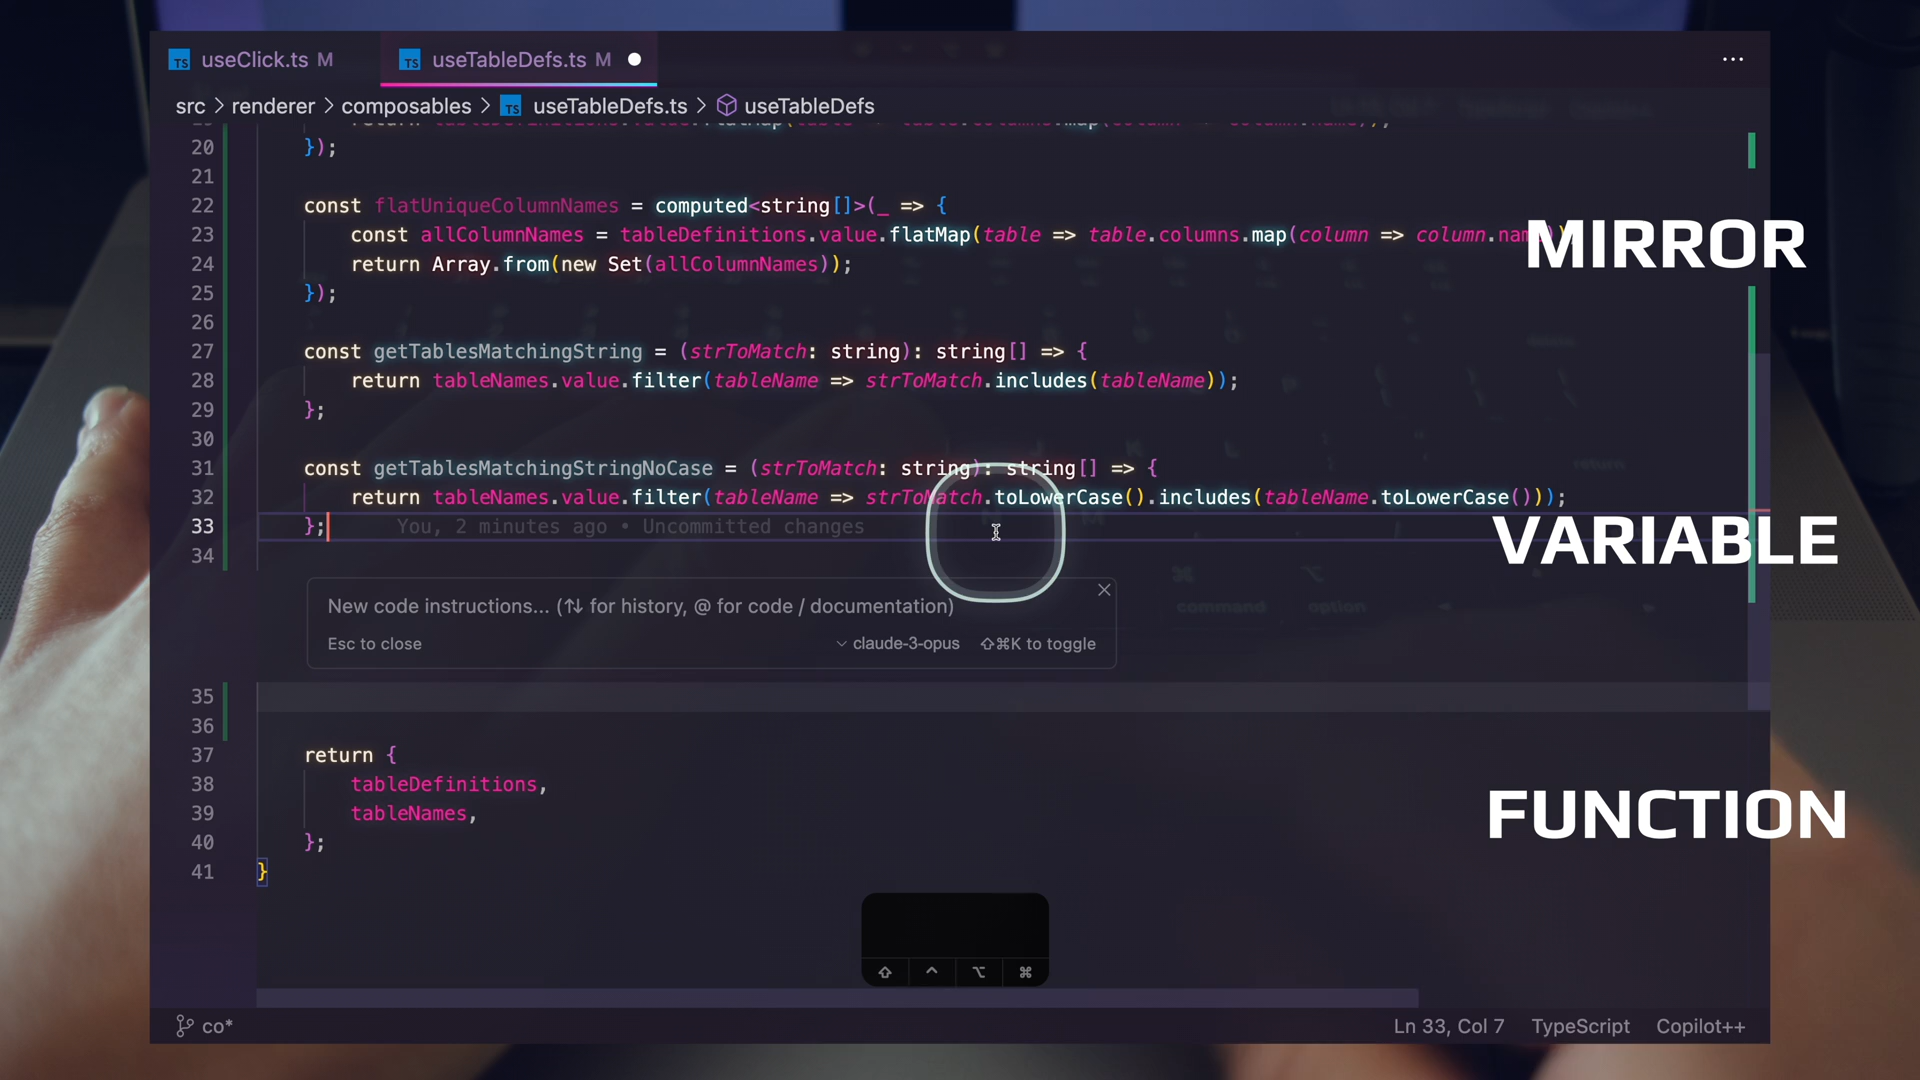 TS useClick.ts M
TS useTableDefs.ts M
src > renderer > composables > TS useTableDefs.ts > useTableDefs
20 });
21
22 const flatUniqueColumnNames = computed<string[]>(_ => {
23 const allColumnNames = tableDefinitions.value.flatMap(table => table.columns.map(column => column.nam
24 return Array.from(new Set(allColumnNames));
25 });
26
27 const getTablesMatchingString = (strToMatch: string): string[] => {
28 return tableNames.value.filter(tableName => strToMatch.includes(tableName));
29 };
30
31 const getTablesMatchingStringNoCase = (strToMatch: string): string[] => {
32 return tableNames.value.filter(tableName => strToMatch.toLowerCase().includes(tableName.toLowerCase()));
33 }; You, 2 minutes ago • Uncommitted changes
34
New code instructions... (⇅ for history, @ for code / documentation)
Esc to close claude-3-opus ⇧⌘K to toggle
35
36
37 return {
38 tableDefinitions,
39 tableNames,
40 };
41 }
MIRROR
VARIABLE
FUNCTION
⇧ ^ ⌥ ⌘
co*
Ln 33, Col 7 TypeScript Copilot++
command option
return